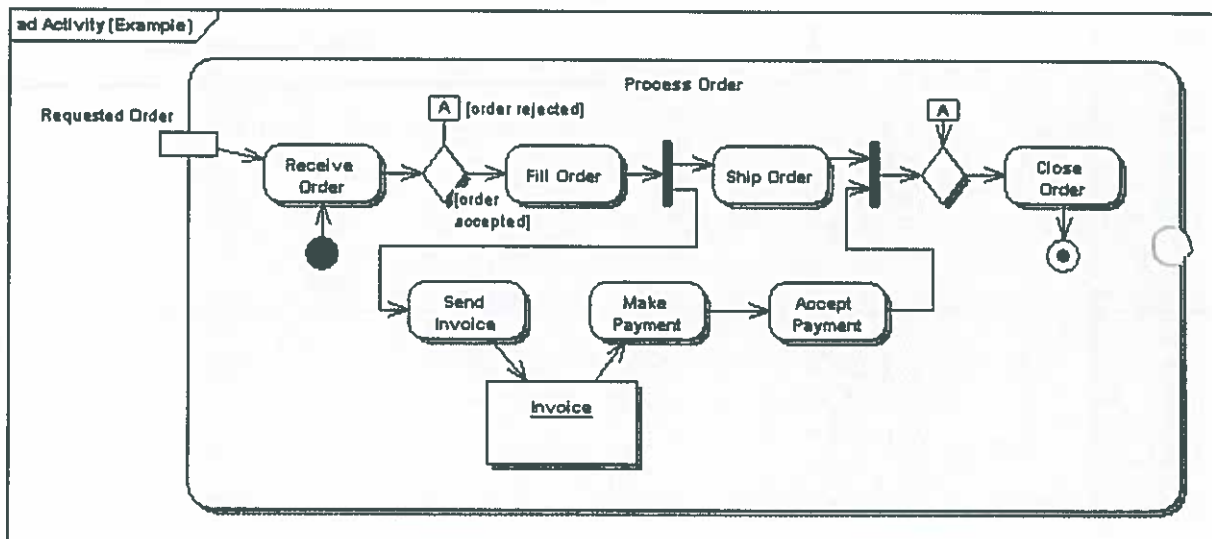 ad Activity [Example]
Process Order
Requested Order
A [order rejected]
A
Receive
Order
Fill Order
Ship Order
Close
Order
[order
accepted]
Send
Invoice
Make
Payment
Accept
Payment
Invoice